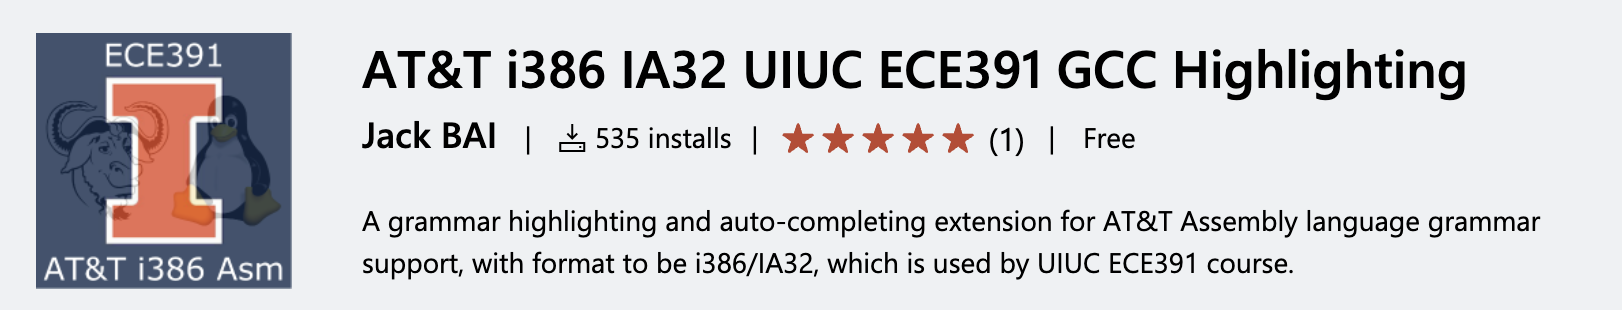 ECE391
I
AT&T i386 Asm
AT&T i386 IA32 UIUC ECE391 GCC Highlighting
Jack BAI | 535 installs | (1) | Free
A grammar highlighting and auto-completing extension for AT&T Assembly language grammar
support, with format to be i386/IA32, which is used by UIUC ECE391 course.